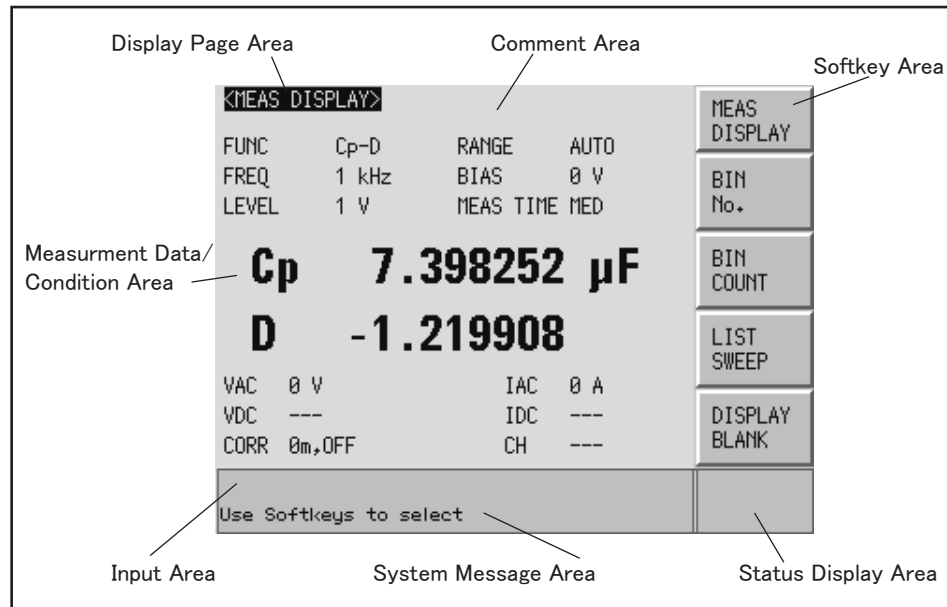 Display Page Area
Comment Area
Softkey Area
<MEAS DISPLAY>
MEAS
DISPLAY
FUNC Cp-D RANGE AUTO
FREQ 1 kHz BIAS 0 V
LEVEL 1 V MEAS TIME MED
BIN
No.
Measurment Data/
Condition Area
Cp 7.398252 µF
BIN
COUNT
D -1.219908
LIST
SWEEP
VAC 0 V IAC 0 A
VDC --- IDC ---
CORR 0m,OFF CH ---
DISPLAY
BLANK
Use Softkeys to select
Input Area
System Message Area
Status Display Area